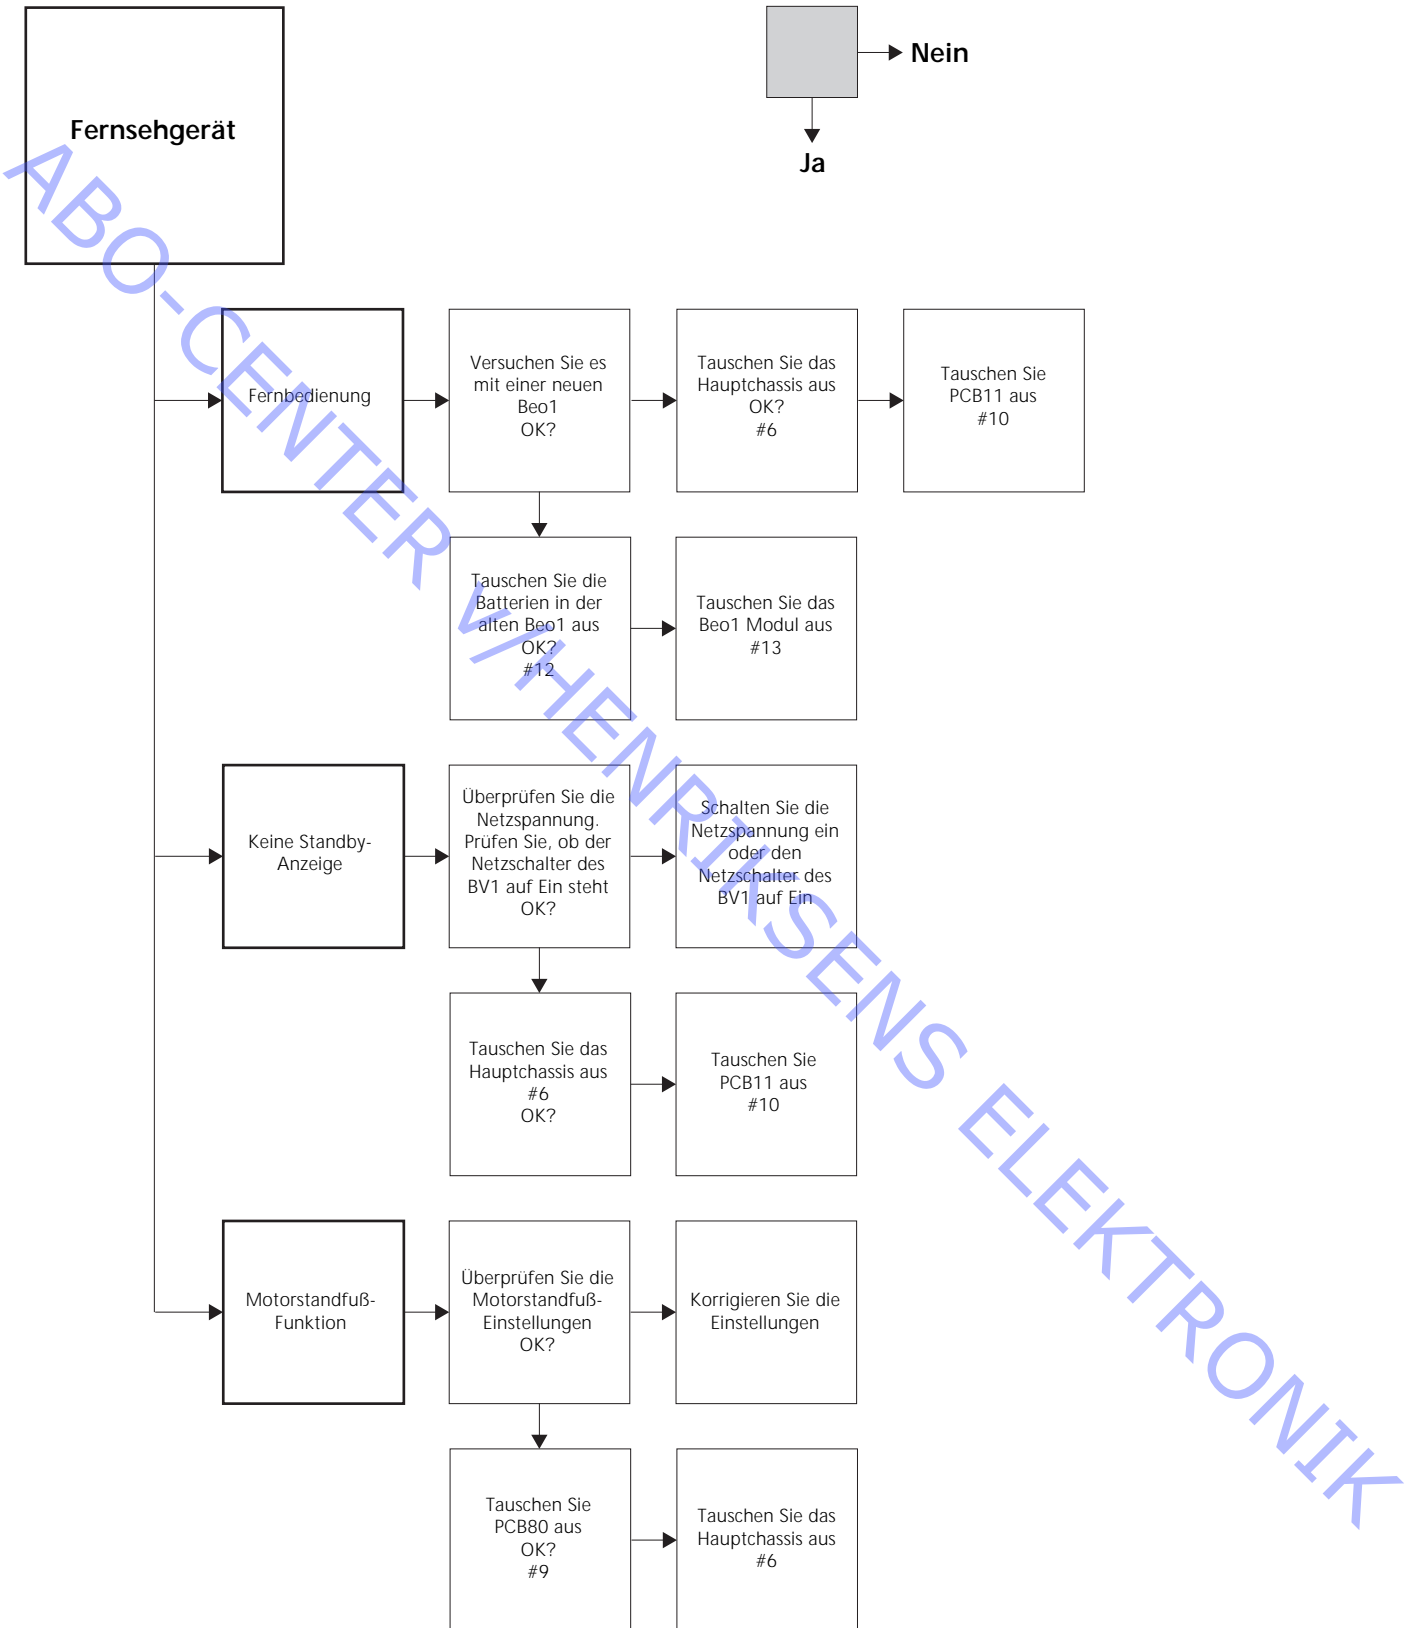 Fernsehgerät
Nein
Ja
Fernbedienung
Versuchen Sie es
mit einer neuen
Beo1
OK?
Tauschen Sie das
Hauptchassis aus
OK?
#6
Tauschen Sie
PCB11 aus
#10
Tauschen Sie die
Batterien in der
alten Beo1 aus
OK?
#12
Tauschen Sie das
Beo1 Modul aus
#13
Keine Standby-
Anzeige
Überprüfen Sie die
Netzspannung.
Prüfen Sie, ob der
Netzschalter des
BV1 auf Ein steht
OK?
Schalten Sie die
Netzspannung ein
oder den
Netzschalter des
BV1 auf Ein
Tauschen Sie das
Hauptchassis aus
#6
OK?
Tauschen Sie
PCB11 aus
#10
Motorstandfuß-
Funktion
Überprüfen Sie die
Motorstandfuß-
Einstellungen
OK?
Korrigieren Sie die
Einstellungen
Tauschen Sie
PCB80 aus
OK?
#9
Tauschen Sie das
Hauptchassis aus
#6
ABO-CENTER v/HENRIKSENS ELEKTRONIK